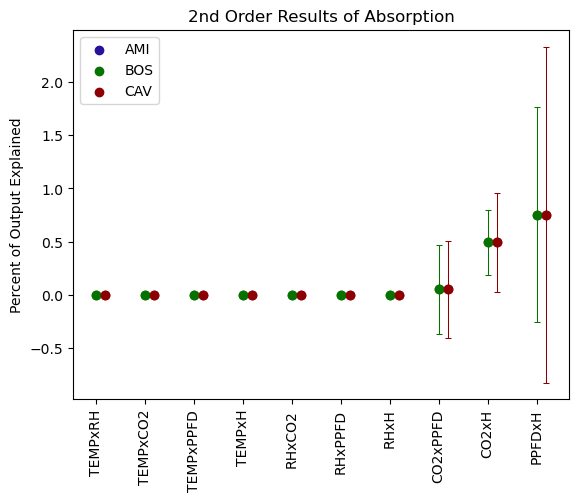 2nd Order Results of Absorption
AMI
BOS
CAV
Percent of Output Explained
2.0
1.5
1.0
0.5
0.0
−0.5
TEMPxRH
TEMPxCO2
TEMPxPPFD
TEMPxH
RHxCO2
RHxPPFD
RHxH
CO2xPPFD
CO2xH
PPFDxH